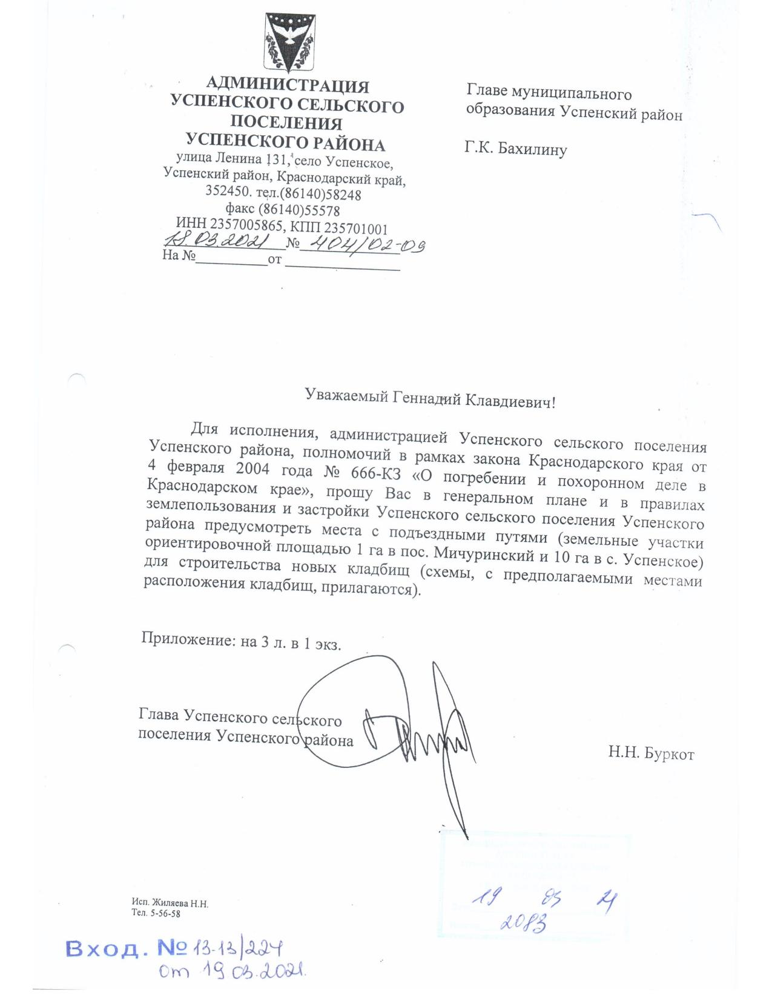 АДМИНИСТРАЦИЯ
УСПЕНСКОГО СЕЛЬСКОГО
ПОСЕЛЕНИЯ
УСПЕНСКОГО РАЙОНА
улица Ленина 131, село Успенское,
Успенский район, Краснодарский край,
352450. тел.(86140)58248
факс (86140)55578
ИНН 2357005865, КПП 235701001
18.03.2021 № 404/02-09
На №__________от ________________
Главе муниципального
образования Успенский район
Г.К. Бахилину
Уважаемый Геннадий Клавдиевич!
Для исполнения, администрацией Успенского сельского поселения
Успенского района, полномочий в рамках закона Краснодарского края от
4 февраля 2004 года № 666-КЗ «О погребении и похоронном деле в
Краснодарском крае», прошу Вас в генеральном плане и в правилах
землепользования и застройки Успенского сельского поселения Успенского
района предусмотреть места с подъездными путями (земельные участки
ориентировочной площадью 1 га в пос. Мичуринский и 10 га в с. Успенское)
для строительства новых кладбищ (схемы, с предполагаемыми местами
расположения кладбищ, прилагаются).
Приложение: на 3 л. в 1 экз.
Глава Успенского сельского
поселения Успенского района
Н.Н. Буркот
19 03 21
2083
Исп. Жиляева Н.Н.
Тел. 5-56-58
Вход. № 13-13/224
от 19 03.2021.